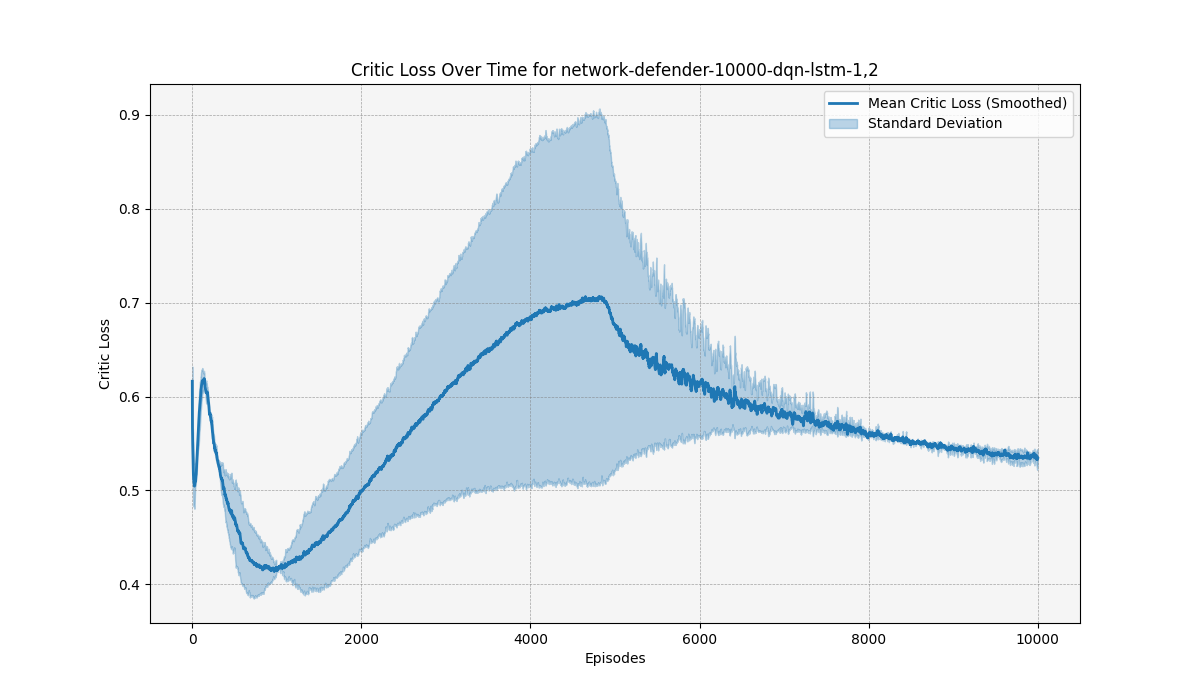 Critic Loss Over Time for network-defender-10000-dqn-lstm-1,2
Mean Critic Loss (Smoothed)
Standard Deviation
Critic Loss
0.9
0.8
0.7
0.6
0.5
0.4
0 2000 4000 6000 8000 10000
Episodes